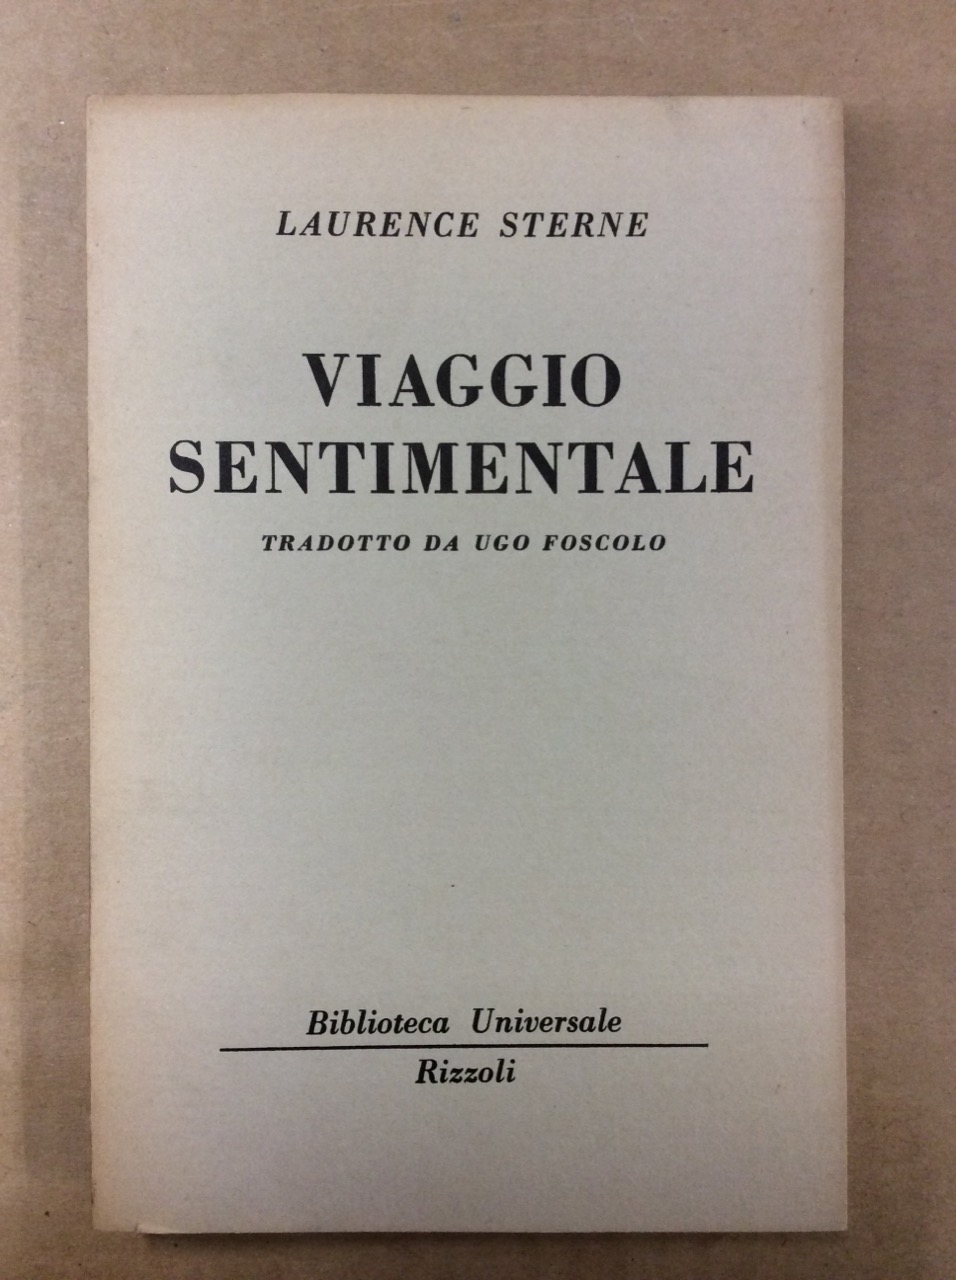 LAURENCE STERNE
VIAGGIO
SENTIMENTALE
TRADOTTO DA UGO FOSCOLO
Biblioteca Universale
Rizzoli